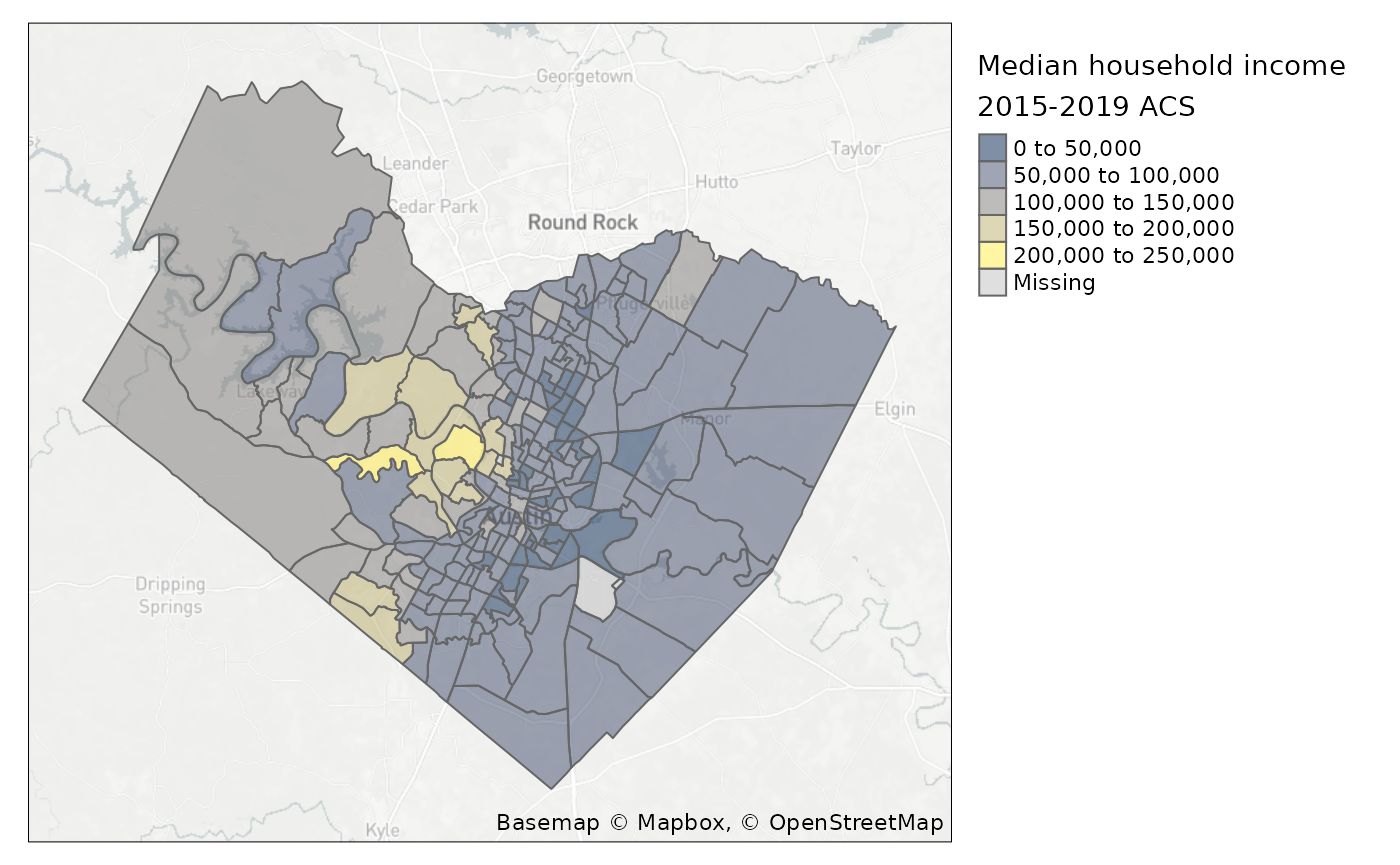 Georgetown
Leander
Taylor
Hutto
Cedar Park
Round Rock
Pflugerville
Lakeway
Elgin
Manor
Austin
Dripping
Springs
Kyle
Basemap © Mapbox, © OpenStreetMap
Median household income
2015-2019 ACS
0 to 50,000
50,000 to 100,000
100,000 to 150,000
150,000 to 200,000
200,000 to 250,000
Missing